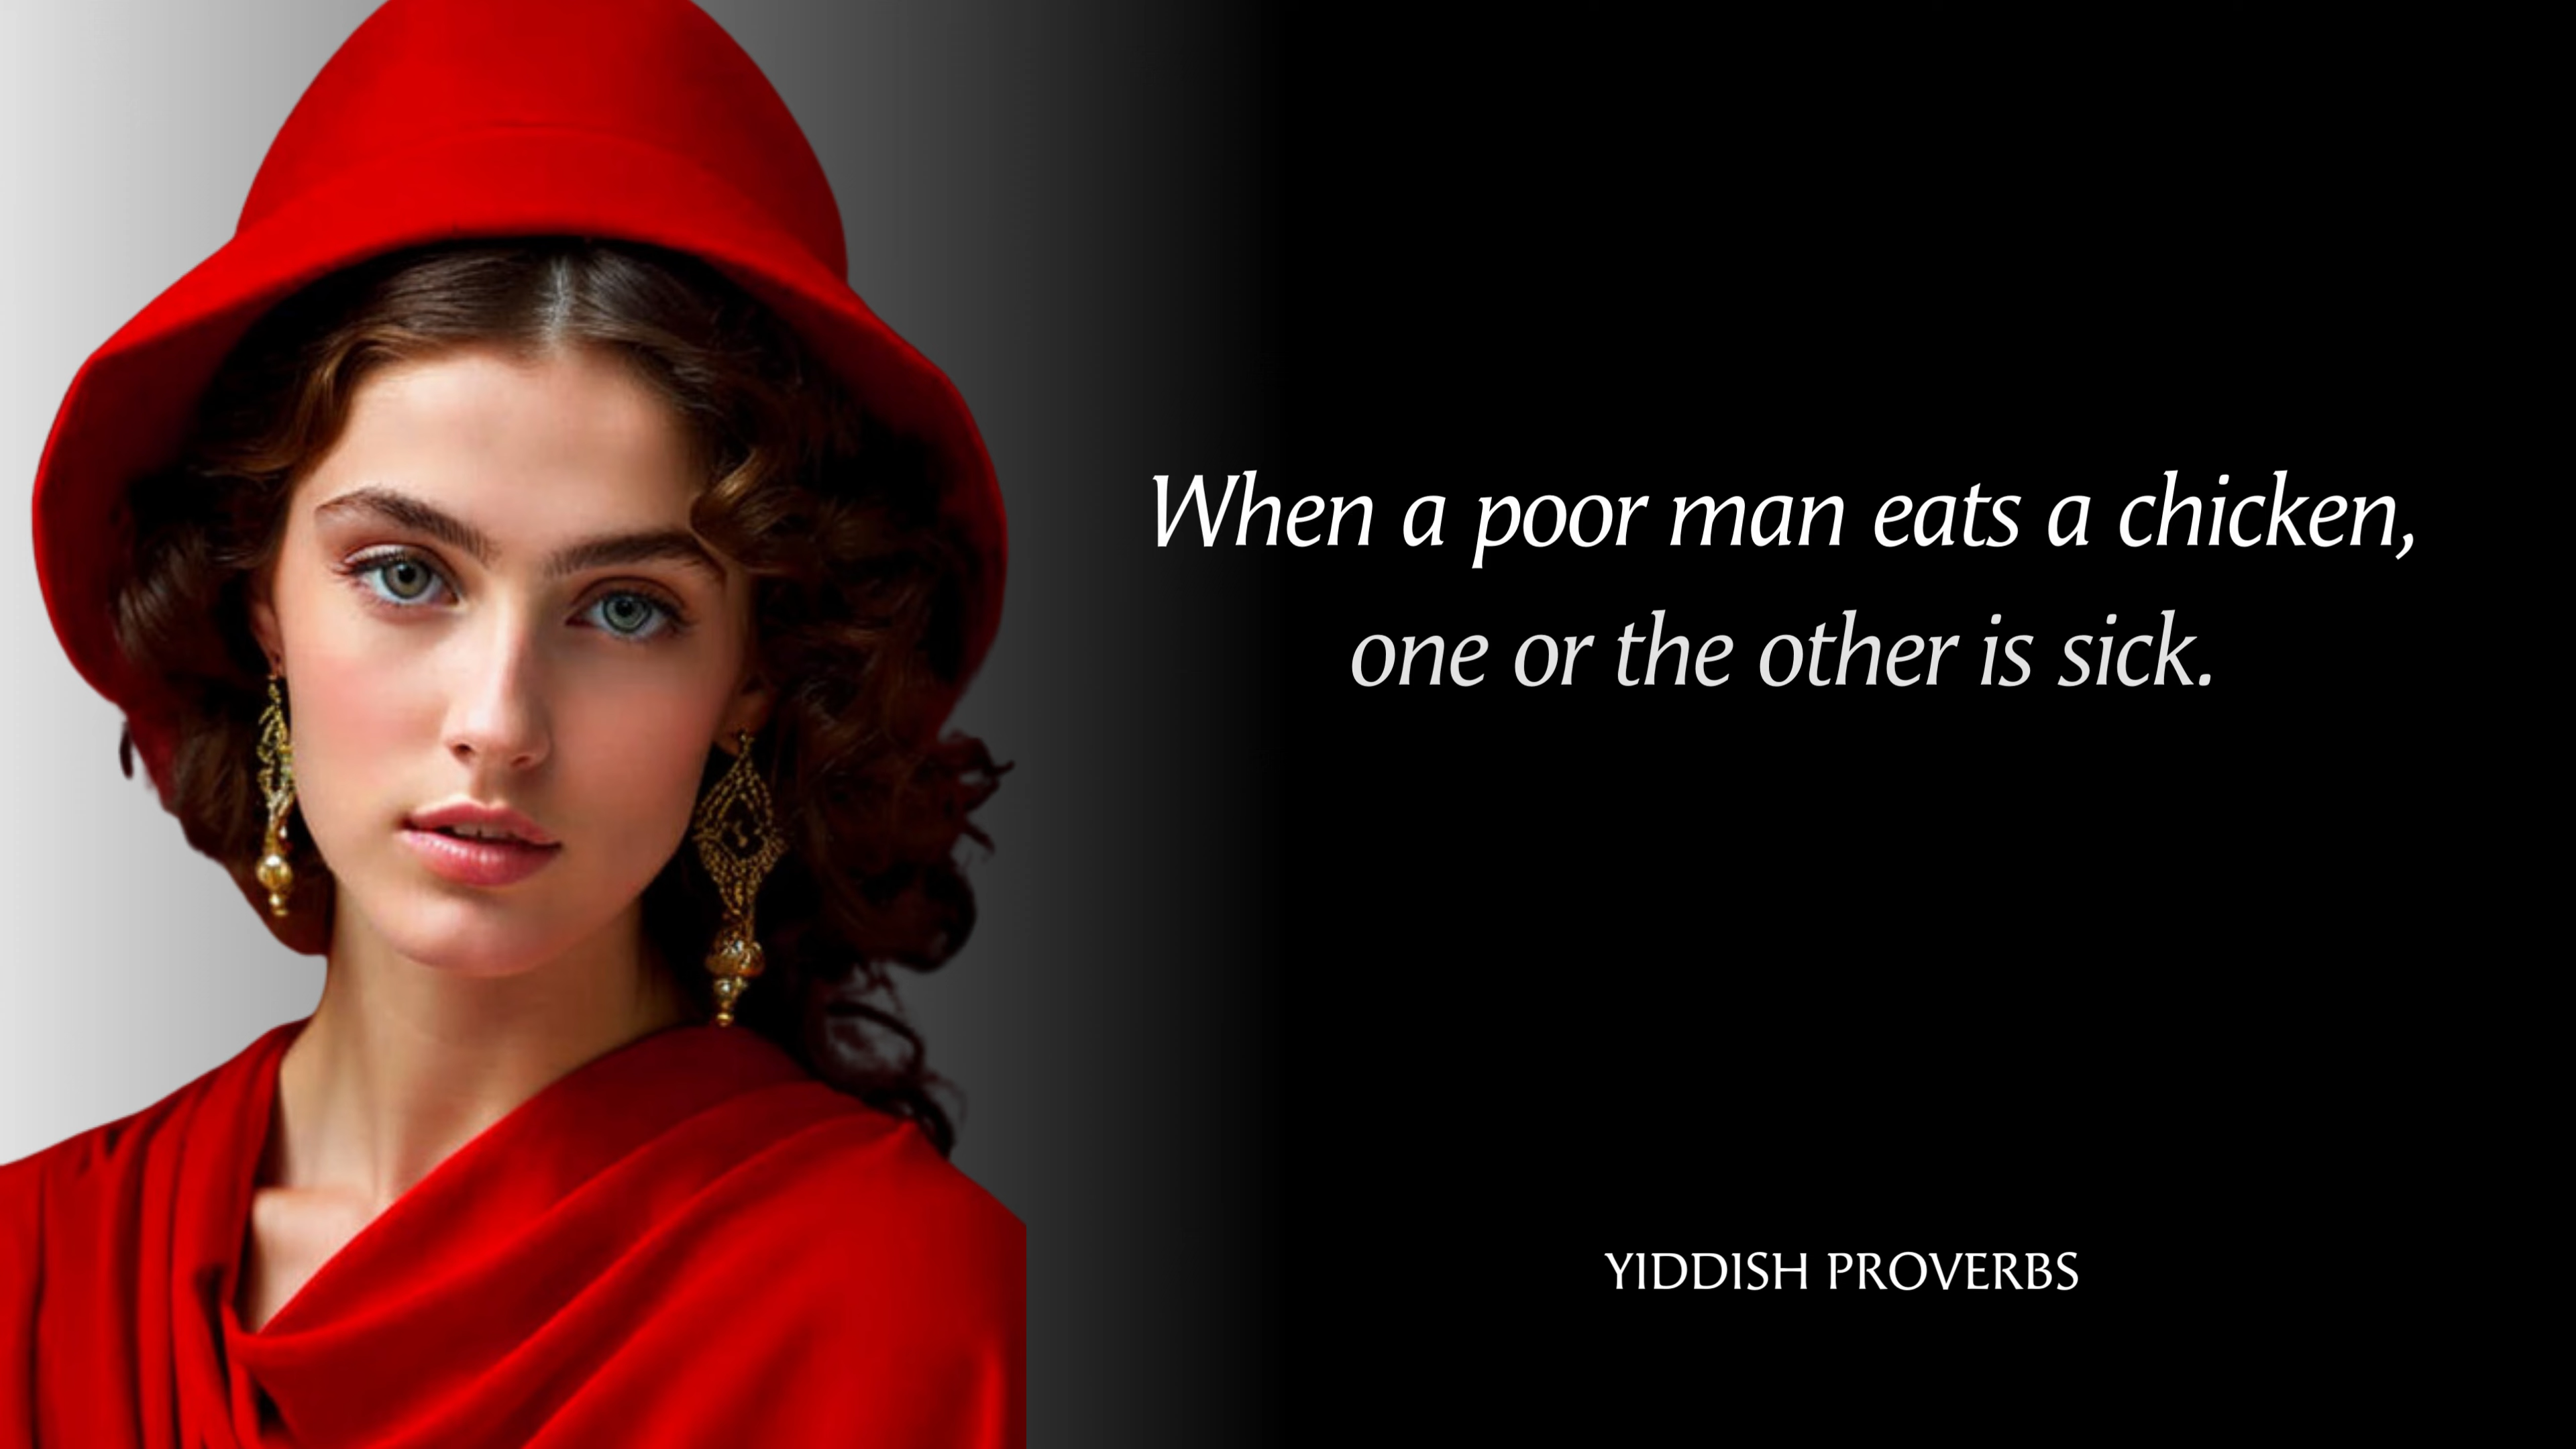 When a poor man eats a chicken,
one or the other is sick.
YIDDISH PROVERBS